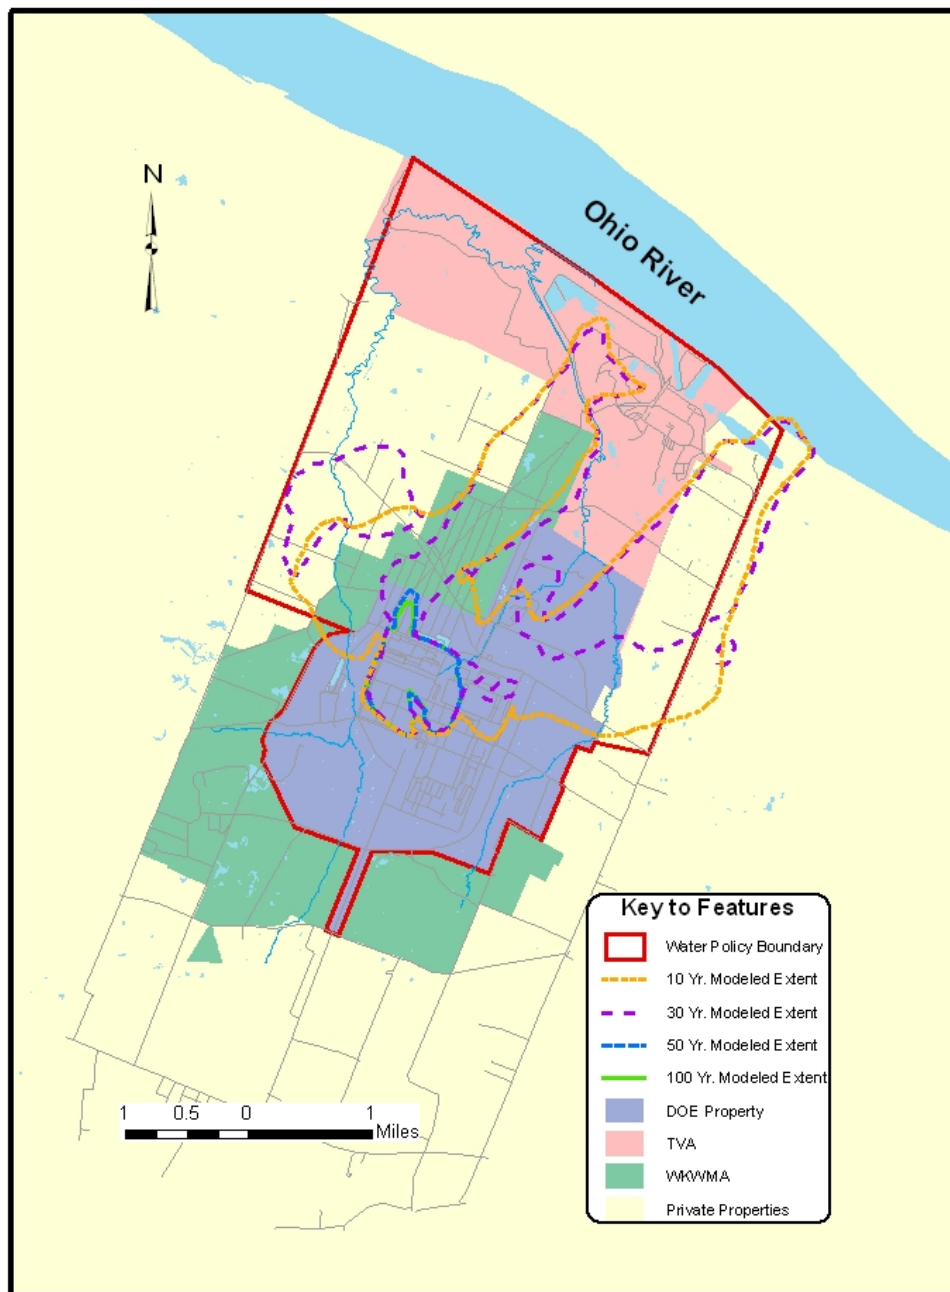 N
Ohio River
Key to Features
Water Policy Boundary
10 Yr. Modeled Extent
30 Yr. Modeled Extent
50 Yr. Modeled Extent
100 Yr. Modeled Extent
DOE Property
TVA
WKWMA
Private Properties
1 0.5 0 1
Miles